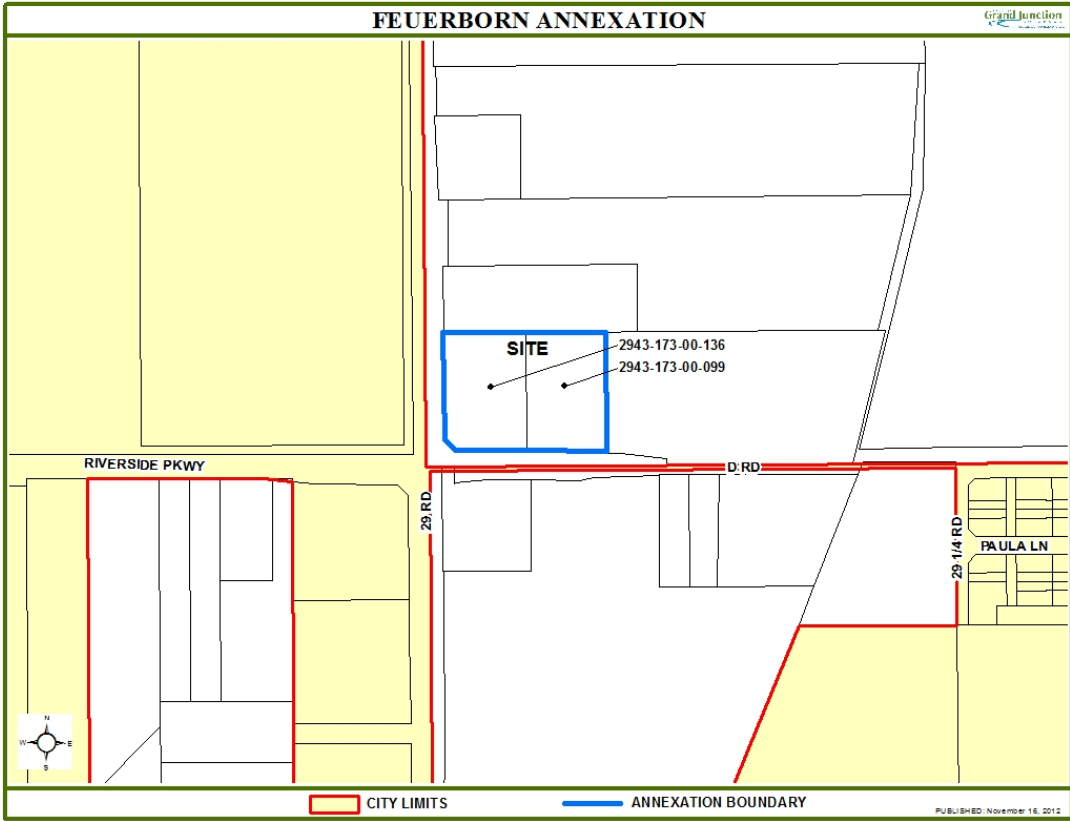 FEUERBORN ANNEXATION
Grand Junction
SITE
2943-173-00-136
2943-173-00-099
RIVERSIDE PKWY
D RD
29 RD
29 1/4 RD
PAULA LN
N
W E
S
CITY LIMITS
ANNEXATION BOUNDARY
PUBLISHED: November 16, 2012